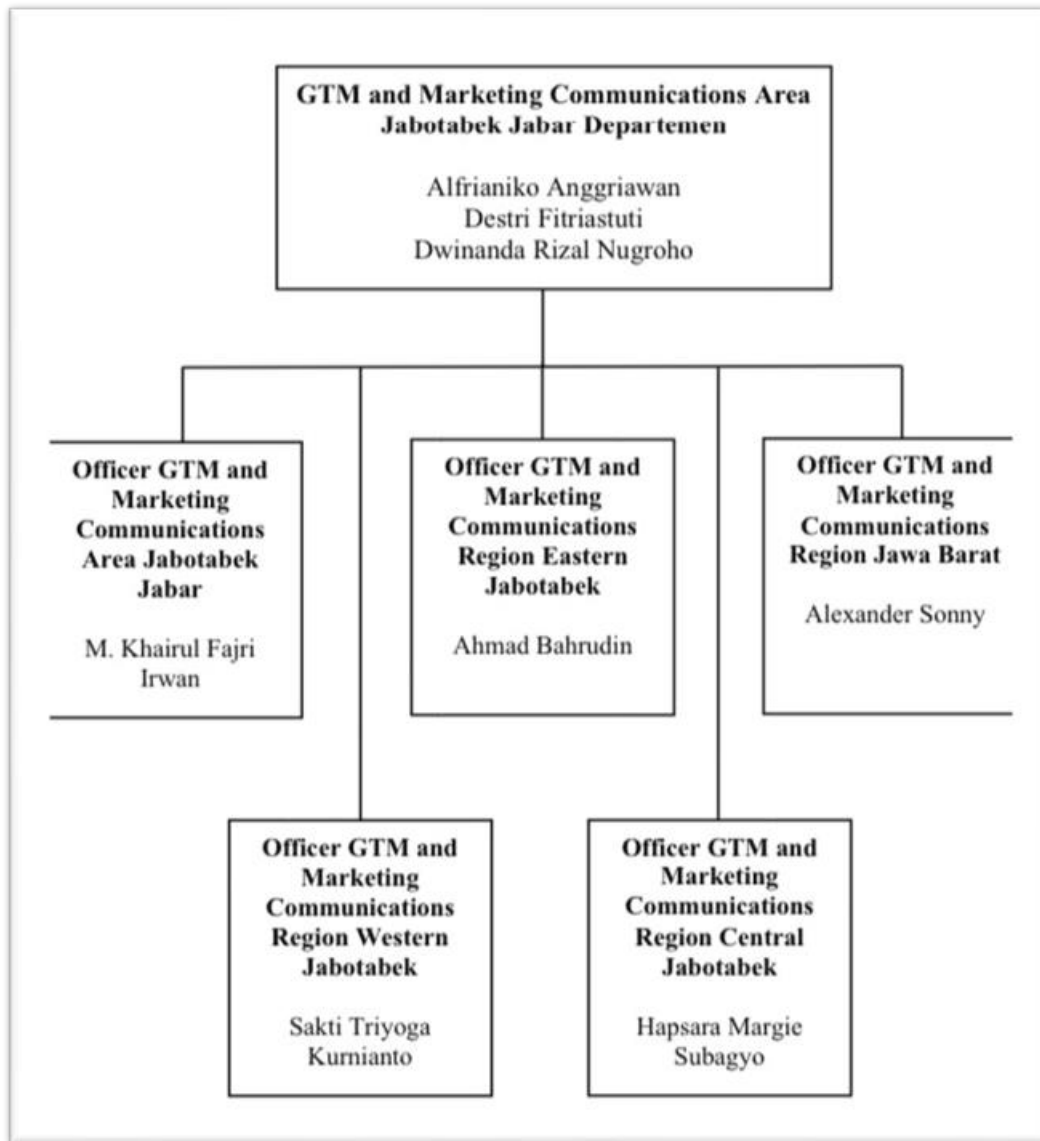 GTM and Marketing Communications Area
Jabotabek Jabar Departemen
Alfrianiko Anggriawan
Destri Fitriastuti
Dwinanda Rizal Nugroho
Officer GTM and
Marketing
Communications
Area Jabotabek
Jabar
M. Khairul Fajri
Irwan
Officer GTM and
Marketing
Communications
Region Eastern
Jabotabek
Ahmad Bahrudin
Officer GTM and
Marketing
Communications
Region Jawa Barat
Alexander Sonny
Officer GTM and
Marketing
Communications
Region Western
Jabotabek
Sakti Triyoga
Kurnianto
Officer GTM and
Marketing
Communications
Region Central
Jabotabek
Hapsara Margie
Subagyo